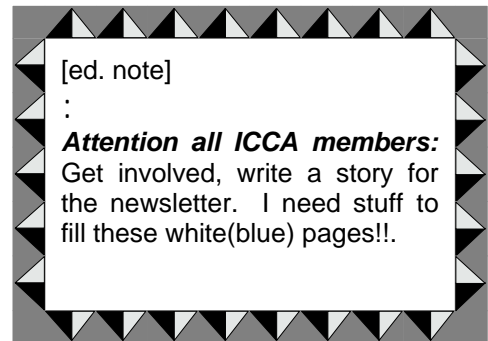 [ed. note]
:
Attention all ICCA members:
Get involved, write a story for
the newsletter. I need stuff to
fill these white(blue) pages!!.